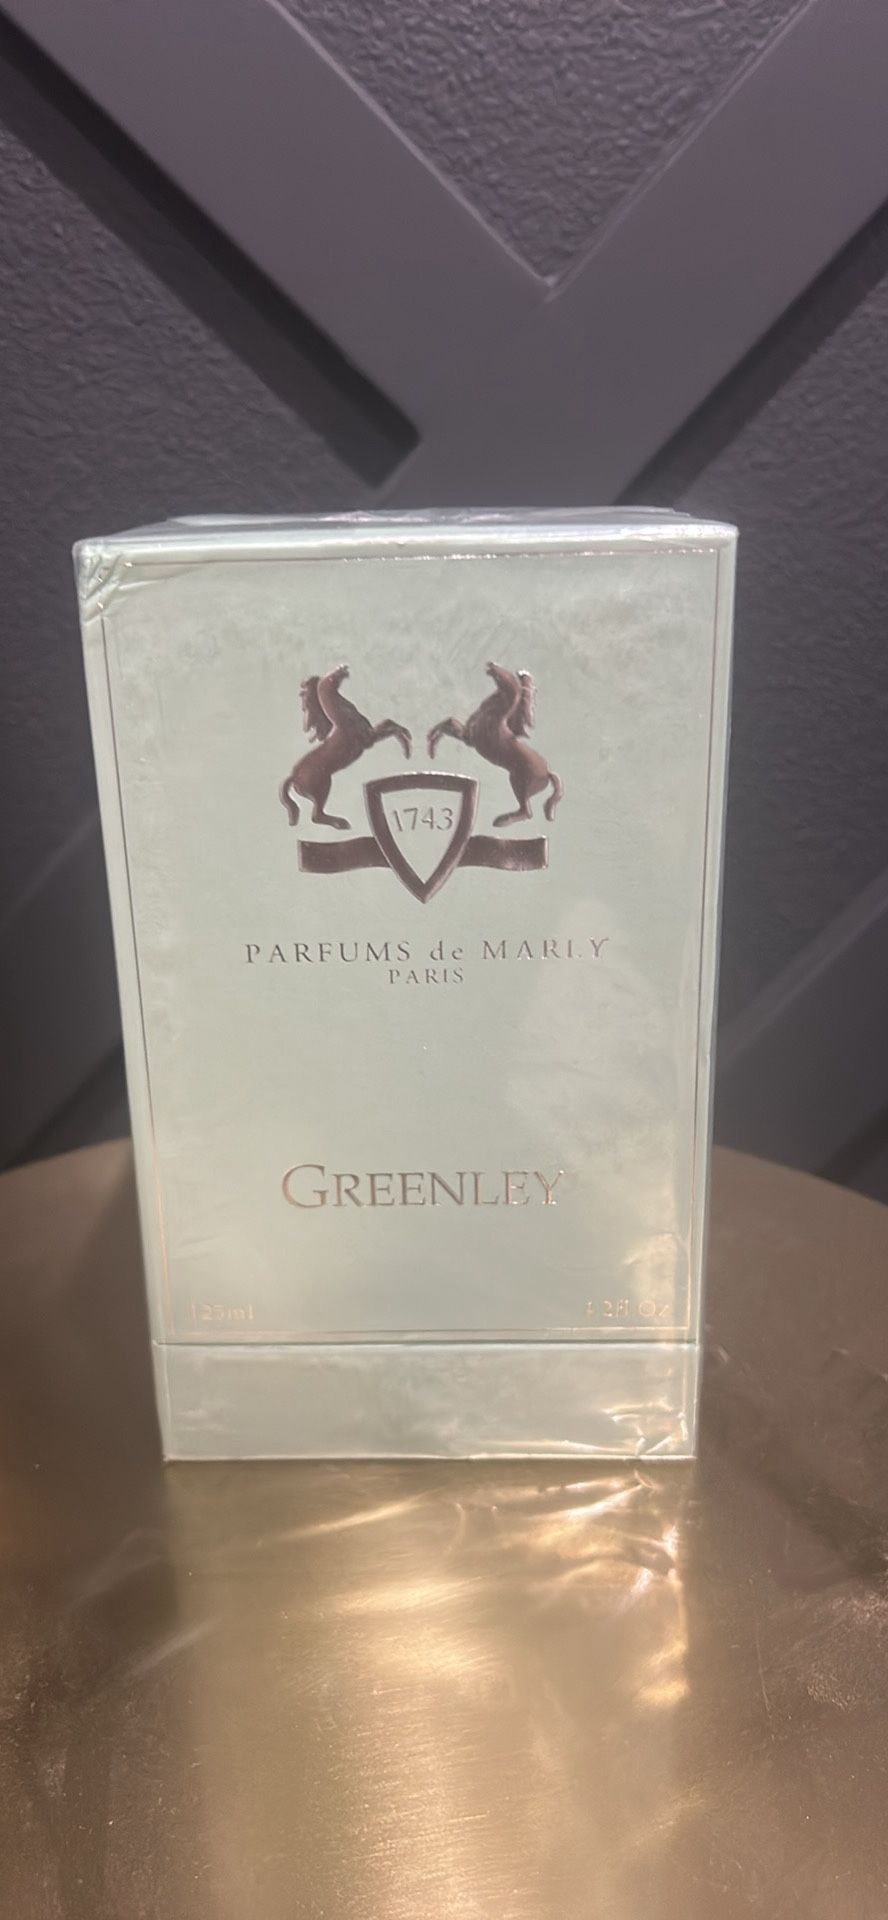 1743
PARFUMS de MARLY
PARIS
GREENLEY
125ml 4.2fl Oz